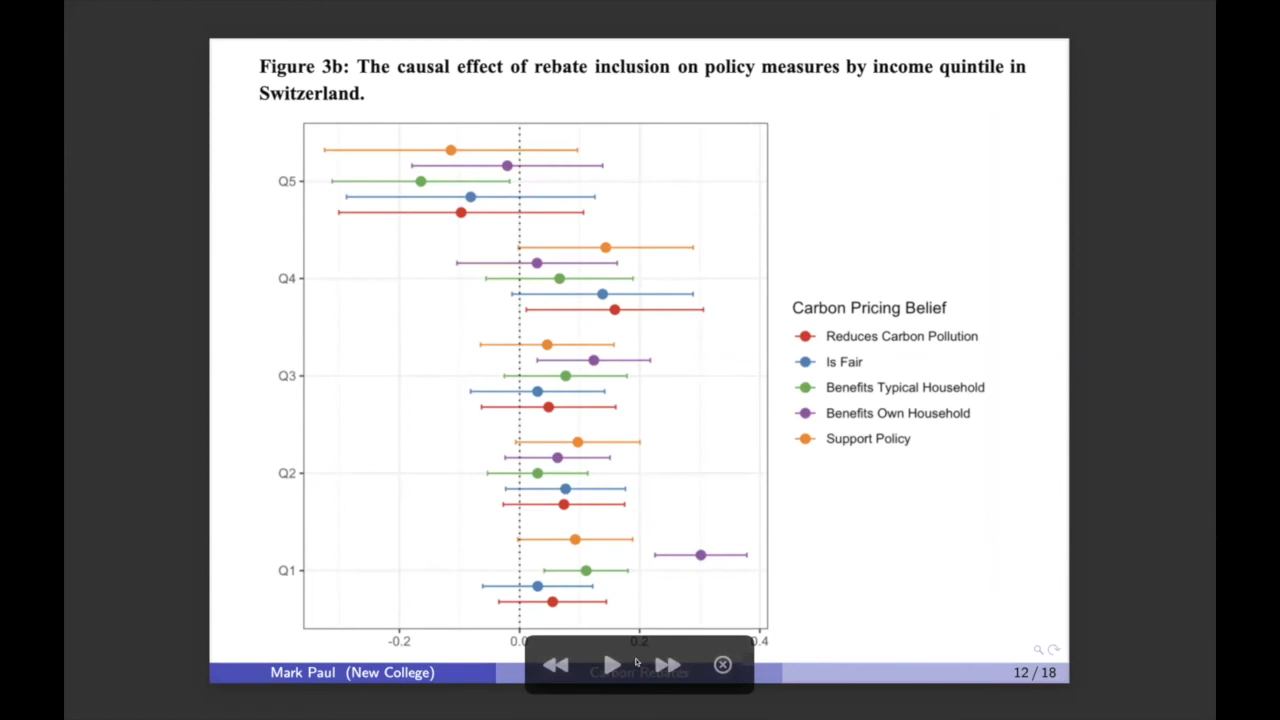 Figure 3b: The causal effect of rebate inclusion on policy measures by income quintile in
Switzerland.
Q5
Q4
Q3
Q2
Q1
-0.2
0.0
0.2
0.4
Carbon Pricing Belief
Reduces Carbon Pollution
Is Fair
Benefits Typical Household
Benefits Own Household
Support Policy
Mark Paul (New College)
Carbon Rebates
12 / 18